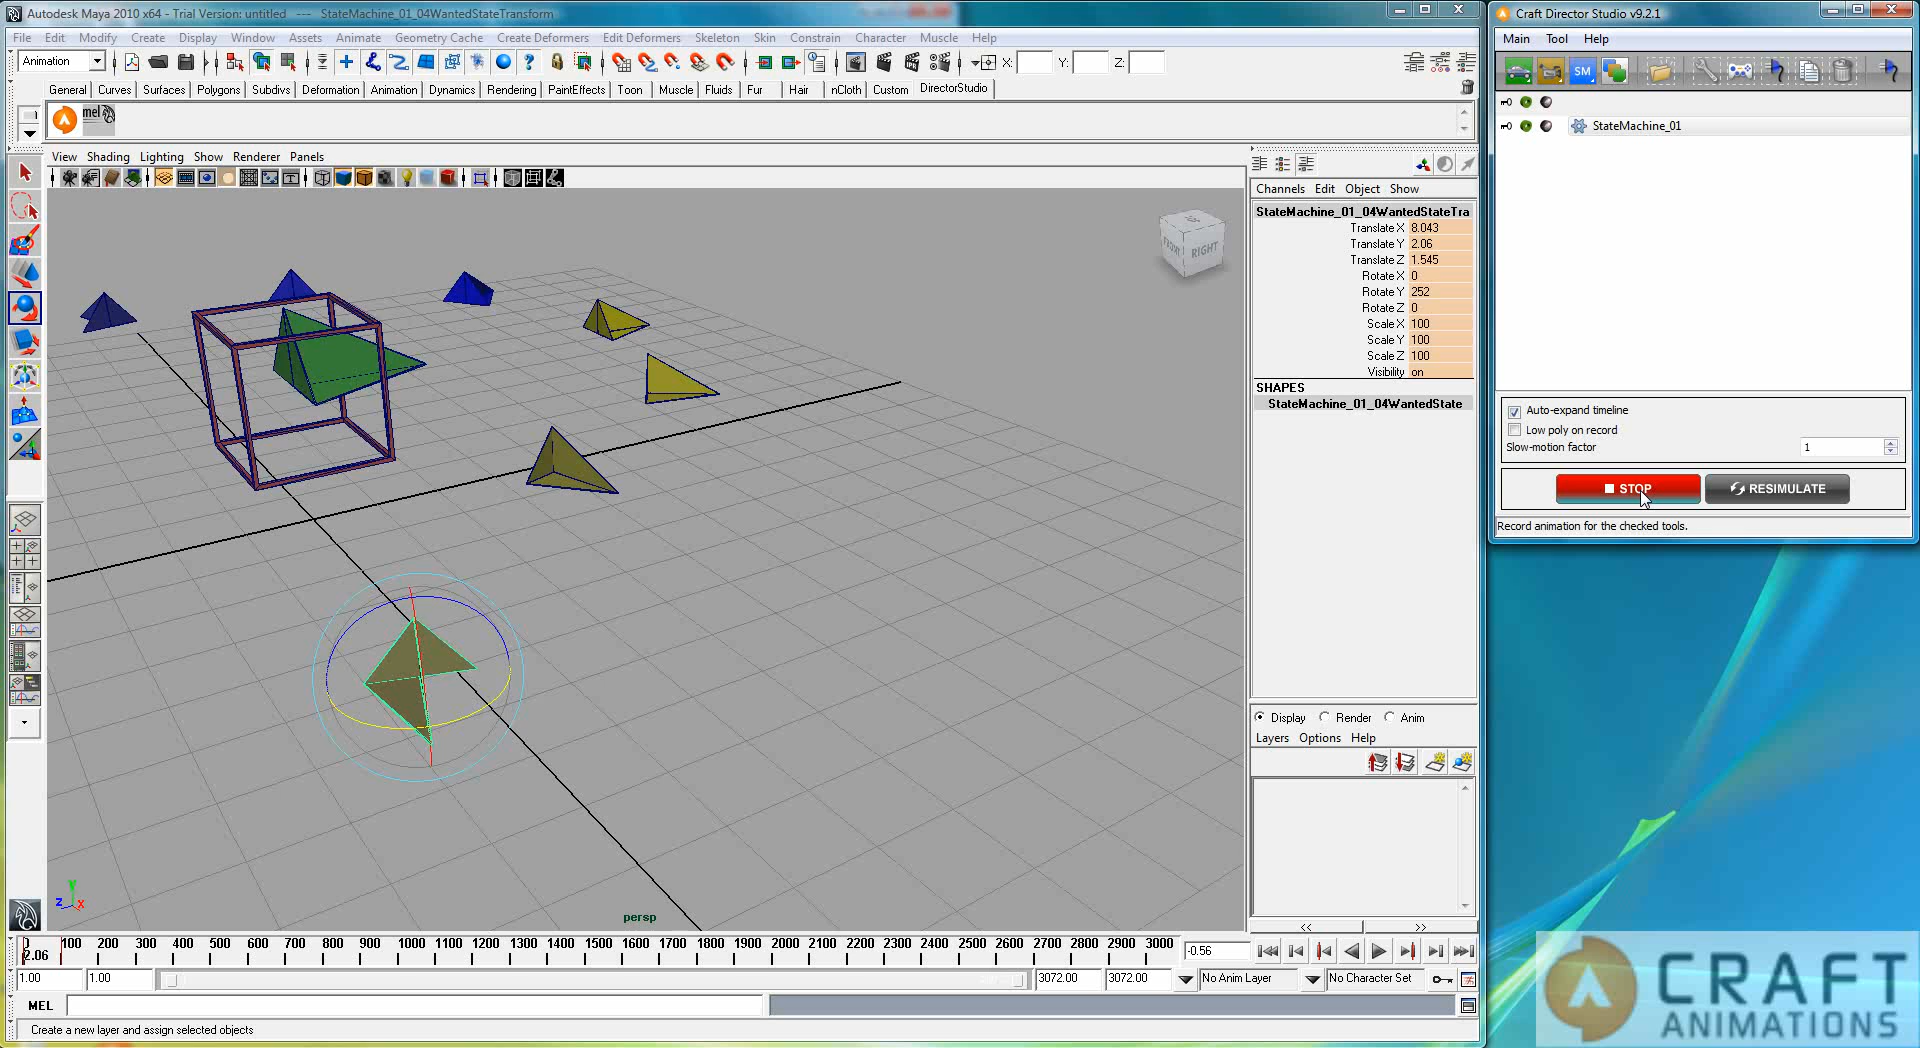 Autodesk Maya 2010 x64 - Trial Version: untitled --- StateMachine_01_04WantedStateTransform
File Edit Modify Create Display Window Assets Animate Geometry Cache Create Deformers Edit Deformers Skeleton Skin Constrain Character Muscle Help
Animation X: Y: Z:
General Curves Surfaces Polygons Subdivs Deformation Animation Dynamics Rendering PaintEffects Toon Muscle Fluids Fur Hair nCloth Custom DirectorStudio
mel
View Shading Lighting Show Renderer Panels
RIGHT
persp
Y
Z X
Channels Edit Object Show
StateMachine_01_04WantedStateTra
Translate X 8.043
Translate Y 2.06
Translate Z 1.545
Rotate X 0
Rotate Y 252
Rotate Z 0
Scale X 100
Scale Y 100
Scale Z 100
Visibility on
SHAPES
StateMachine_01_04WantedState
Display Render Anim
Layers Options Help
<< >>
100 200 300 400 500 600 700 800 900 1000 1100 1200 1300 1400 1500 1600 1700 1800 1900 2000 2100 2200 2300 2400 2500 2600 2700 2800 2900 3000
2.06 -0.56
1.00 1.00 3072.00 3072.00 No Anim Layer No Character Set
MEL
Create a new layer and assign selected objects
Craft Director Studio v9.2.1
Main Tool Help
SM
StateMachine_01
Auto-expand timeline
Low poly on record
Slow-motion factor 1
STOP RESIMULATE
Record animation for the checked tools.
CRAFT
ANIMATIONS